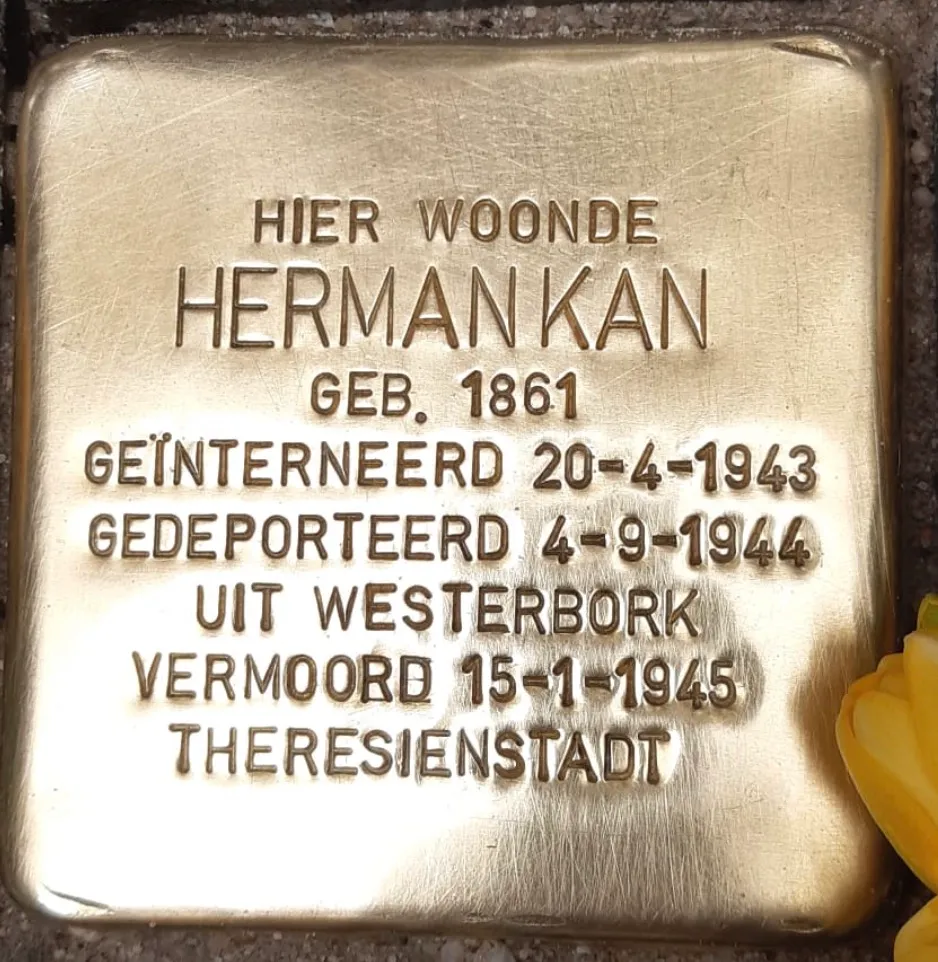 HIER WOONDE
HERMAN KAN
GEB. 1861
GEÏNTERNEERD 20-4-1943
GEDEPORTEERD 4-9-1944
UIT WESTERBORK
VERMOORD 15-1-1945
THERESIENSTADT